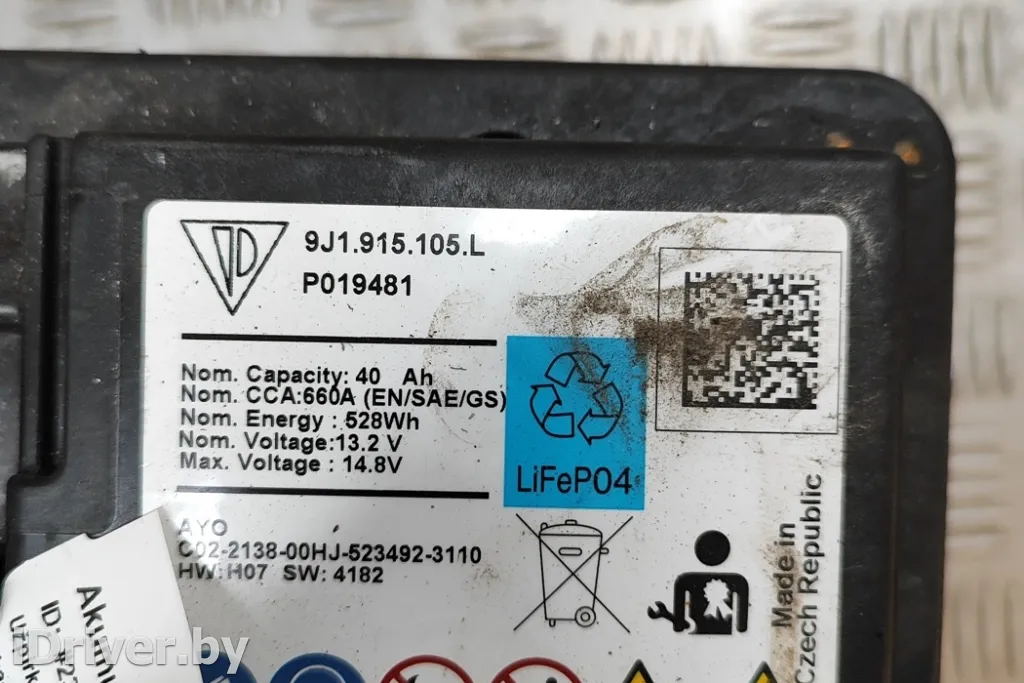 9J1.915.105.L
P019481
Nom. Capacity: 40 Ah
Nom. CCA:660A (EN/SAE/GS)
Nom. Energy : 528Wh
Nom. Voltage:13.2 V
Max. Voltage : 14.8V
LiFePO4
AYO
C02-2138-00HJ-523492-3110
HW: H07 SW: 4182
Made in
Czech Republic
ID
Driver.by